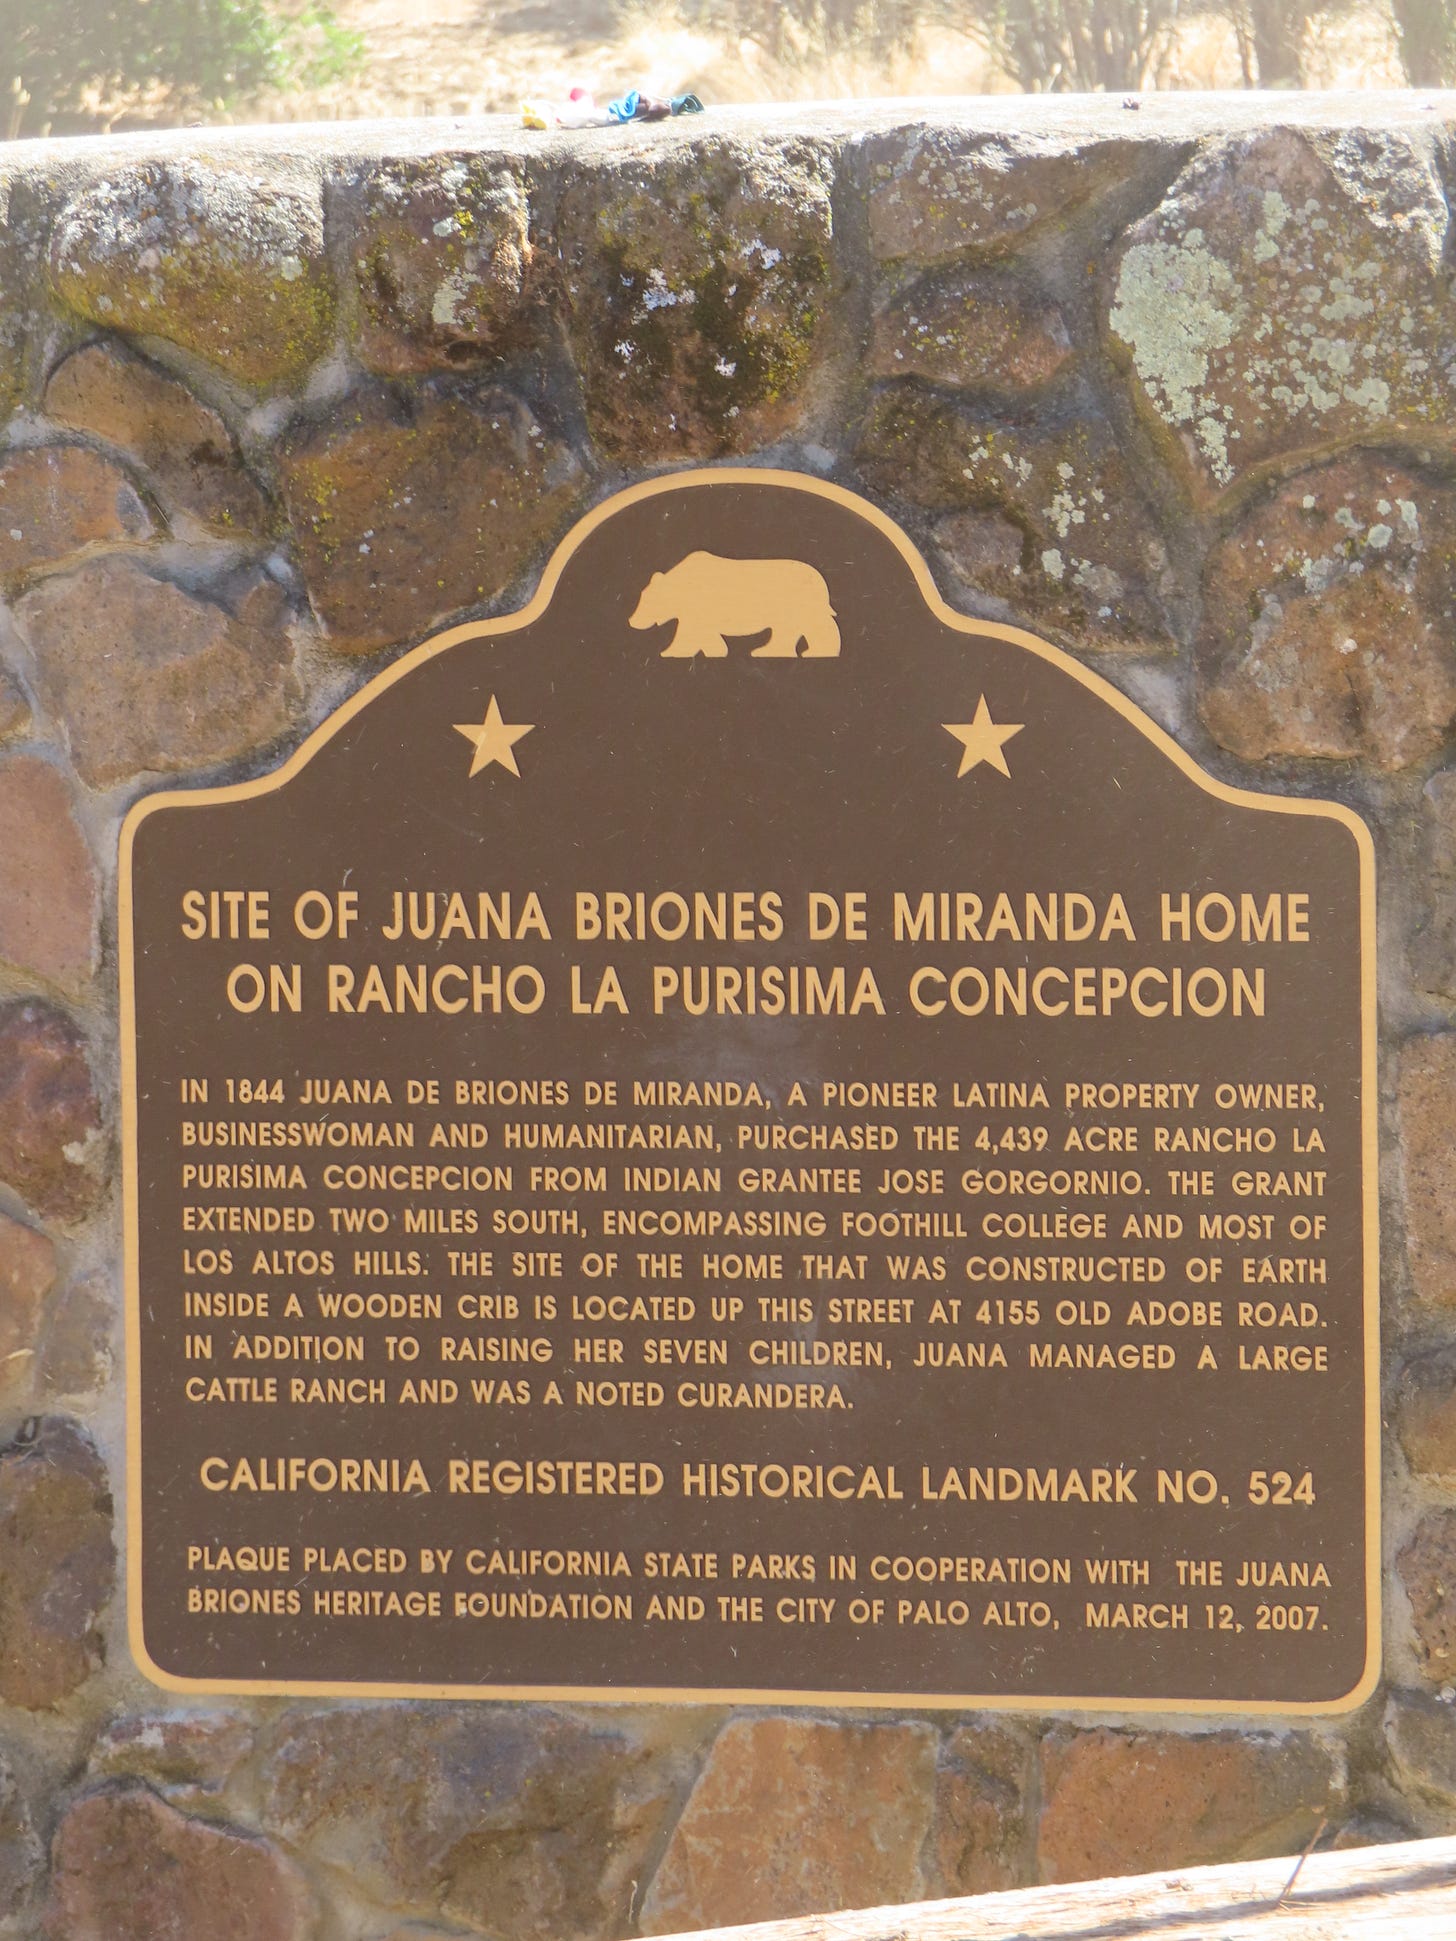 SITE OF JUANA BRIONES DE MIRANDA HOME
ON RANCHO LA PURISIMA CONCEPCION
IN 1844 JUANA DE BRIONES DE MIRANDA, A PIONEER LATINA PROPERTY OWNER,
BUSINESSWOMAN AND HUMANITARIAN, PURCHASED THE 4,439 ACRE RANCHO LA
PURISIMA CONCEPCION FROM INDIAN GRANTEE JOSE GORGORNIO. THE GRANT
EXTENDED TWO MILES SOUTH, ENCOMPASSING FOOTHILL COLLEGE AND MOST OF
LOS ALTOS HILLS. THE SITE OF THE HOME THAT WAS CONSTRUCTED OF EARTH
INSIDE A WOODEN CRIB IS LOCATED UP THIS STREET AT 4155 OLD ADOBE ROAD.
IN ADDITION TO RAISING HER SEVEN CHILDREN, JUANA MANAGED A LARGE
CATTLE RANCH AND WAS A NOTED CURANDERA.
CALIFORNIA REGISTERED HISTORICAL LANDMARK NO. 524
PLAQUE PLACED BY CALIFORNIA STATE PARKS IN COOPERATION WITH THE JUANA
BRIONES HERITAGE FOUNDATION AND THE CITY OF PALO ALTO, MARCH 12, 2007.